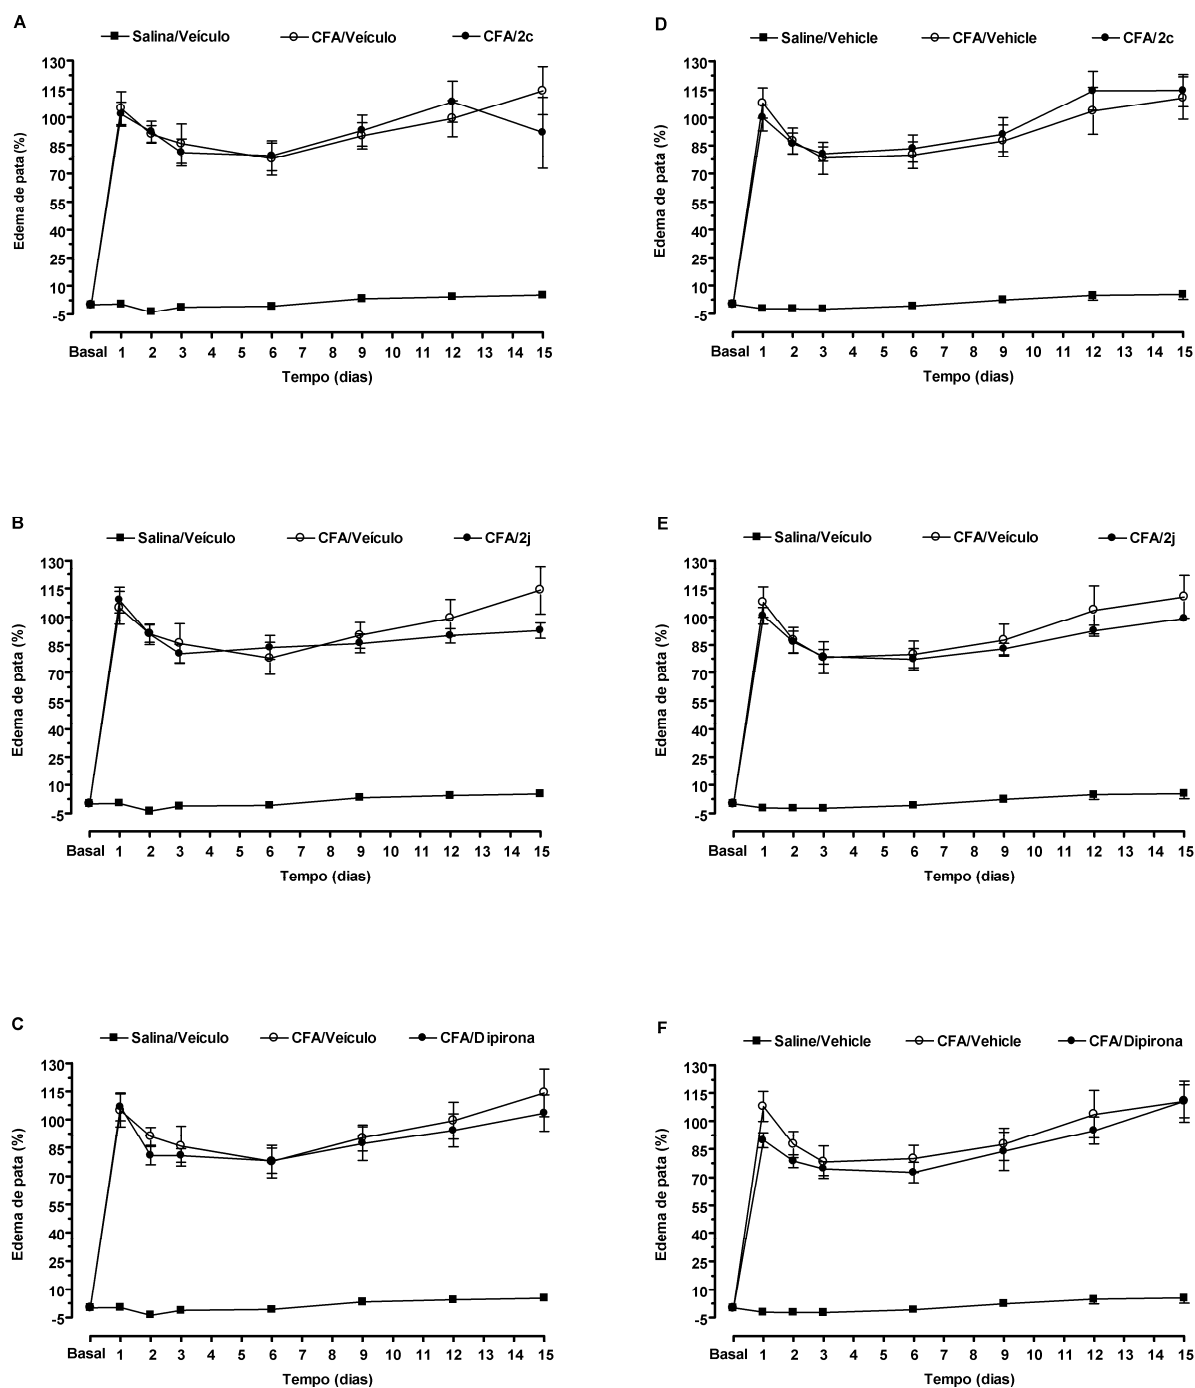 A
Salina/Veículo CFA/Veículo CFA/2c
130
115
100
85
70
55
40
25
10
-5
Edema de pata (%)
Basal 1 2 3 4 5 6 7 8 9 10 11 12 13 14 15
Tempo (dias)
D
Saline/Vehicle CFA/Vehicle CFA/2c
130
115
100
85
70
55
40
25
10
-5
Edema de pata (%)
Basal 1 2 3 4 5 6 7 8 9 10 11 12 13 14 15
Tempo (dias)
B
Salina/Veículo CFA/Veículo CFA/2j
130
115
100
85
70
55
40
25
10
-5
Edema de pata (%)
Basal 1 2 3 4 5 6 7 8 9 10 11 12 13 14 15
Tempo (dias)
E
Salina/Veículo CFA/Veículo CFA/2j
130
115
100
85
70
55
40
25
10
-5
Edema de pata (%)
Basal 1 2 3 4 5 6 7 8 9 10 11 12 13 14 15
Tempo (dias)
C
Salina/Veículo CFA/Veículo CFA/Dipirona
130
115
100
85
70
55
40
25
10
-5
Edema de pata (%)
Basal 1 2 3 4 5 6 7 8 9 10 11 12 13 14 15
Tempo (dias)
F
Saline/Vehicle CFA/Vehicle CFA/Dipirona
130
115
100
85
70
55
40
25
10
-5
Edema de pata (%)
Basal 1 2 3 4 5 6 7 8 9 10 11 12 13 14 15
Tempo (dias)